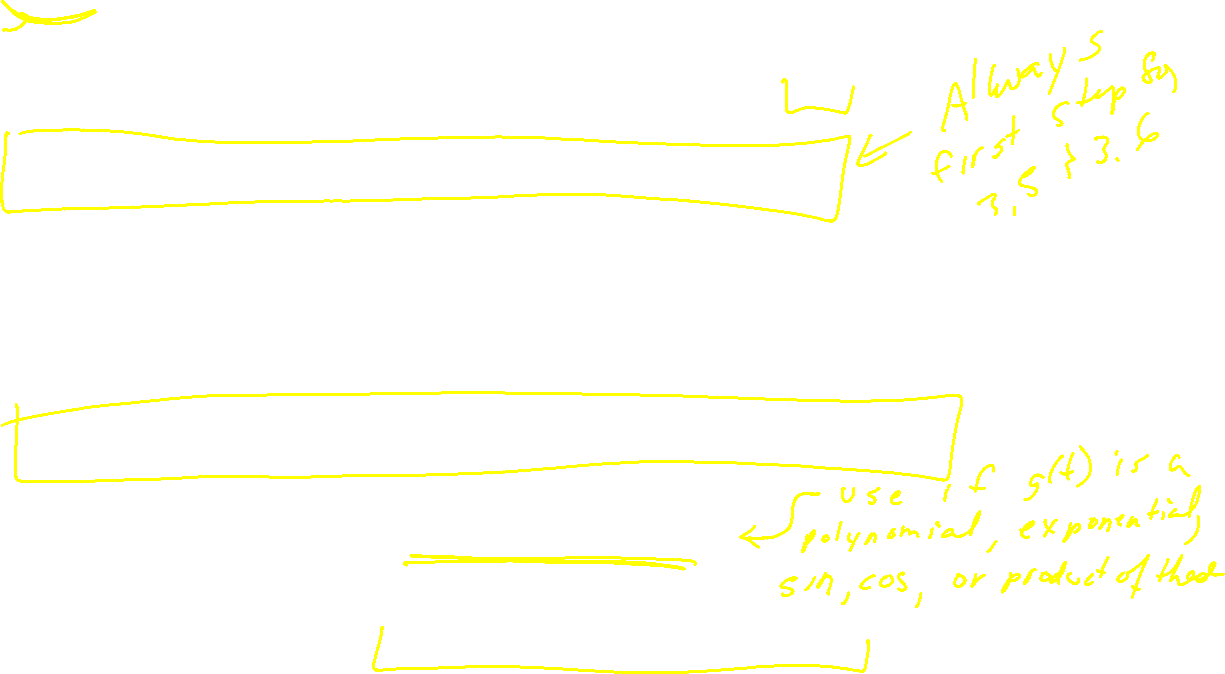 Always
first step for
3.5 & 3.6
use if g(t) is a
polynomial, exponential,
sin, cos, or product of these